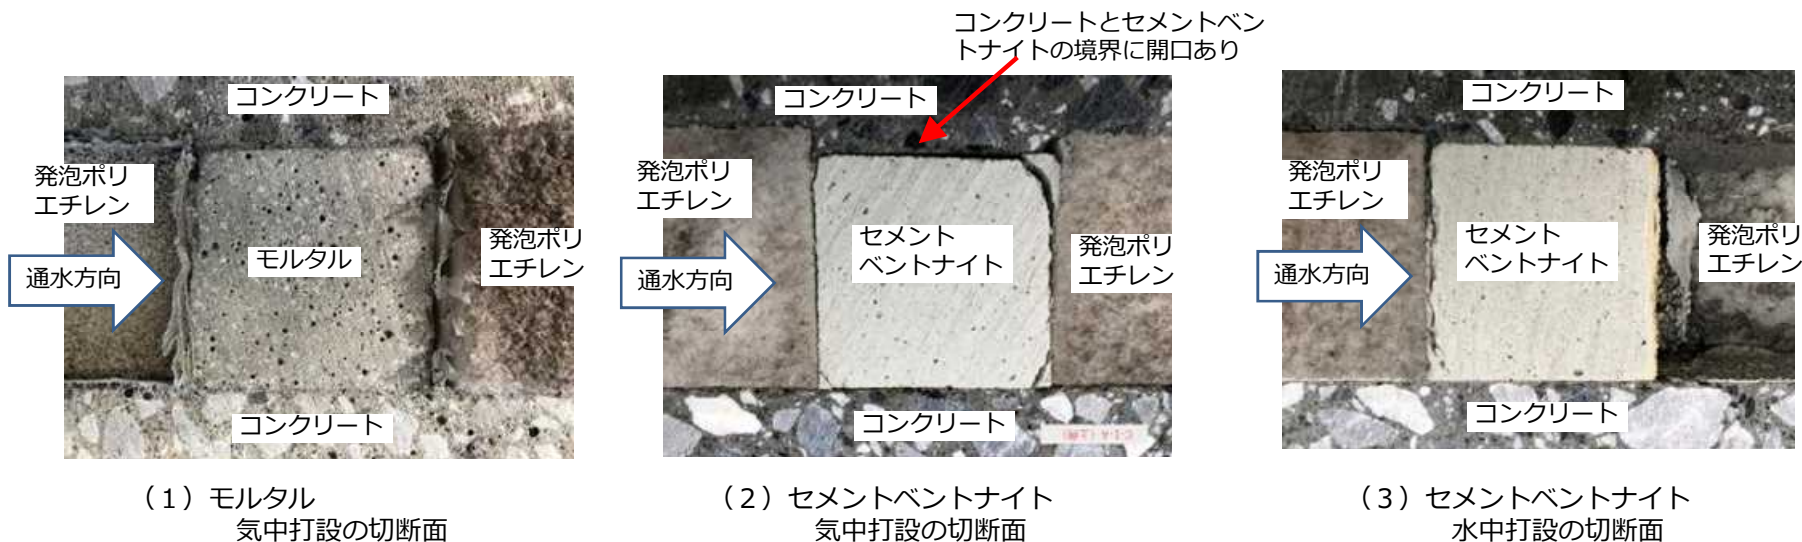 コンクリートとセメントベン
トナイトの境界に開口あり
コンクリート
発泡ポリ
エチレン
モルタル
通水方向
発泡ポリ
エチレン
コンクリート
(1)モルタル
気中打設の切断面
コンクリート
発泡ポリ
エチレン
セメント
ベントナイト
通水方向
発泡ポリ
エチレン
コンクリート
(2)セメントベントナイト
気中打設の切断面
コンクリート
発泡ポリ
エチレン
セメント
ベントナイト
通水方向
発泡ポリ
エチレン
コンクリート
(3)セメントベントナイト
水中打設の切断面